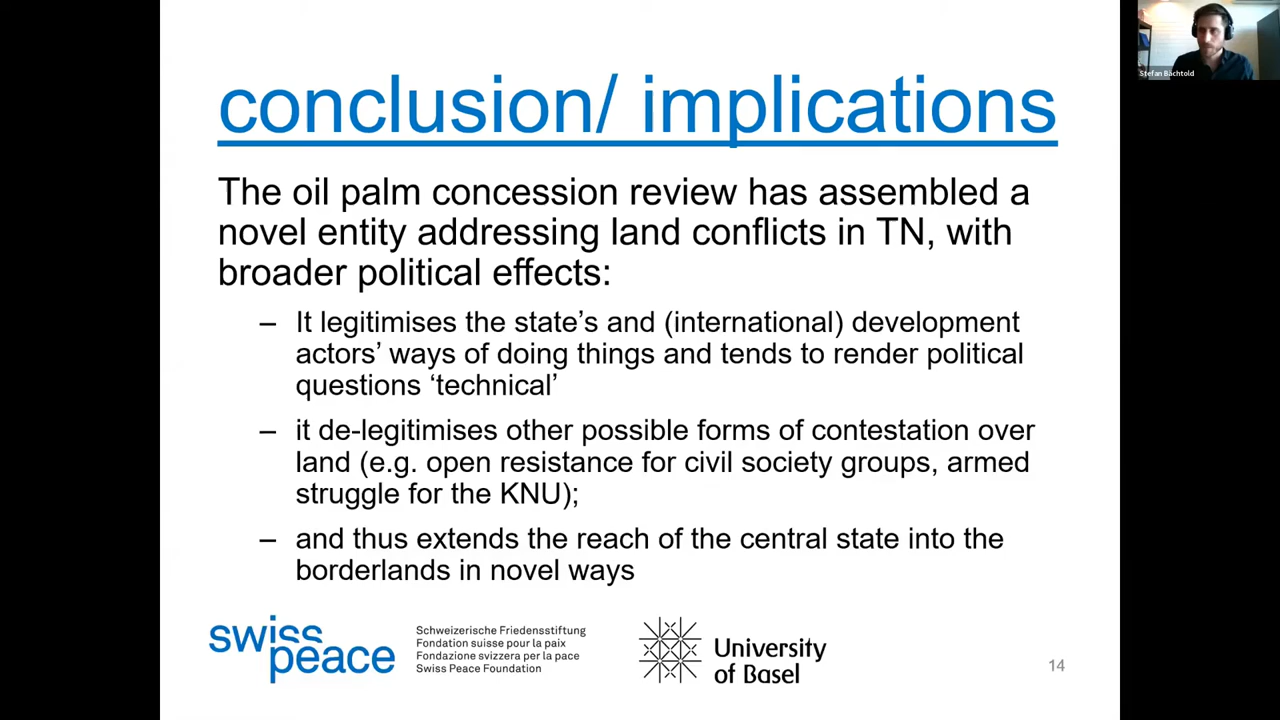 conclusion/ implications
The oil palm concession review has assembled a
novel entity addressing land conflicts in TN, with
broader political effects:
– It legitimises the state’s and (international) development
actors’ ways of doing things and tends to render political
questions ‘technical’
– it de-legitimises other possible forms of contestation over
land (e.g. open resistance for civil society groups, armed
struggle for the KNU);
– and thus extends the reach of the central state into the
borderlands in novel ways
swiss
peace
Schweizerische Friedensstiftung
Fondation suisse pour la paix
Fondazione svizzera per la pace
Swiss Peace Foundation
University
of Basel
14
Stefan Bächtold